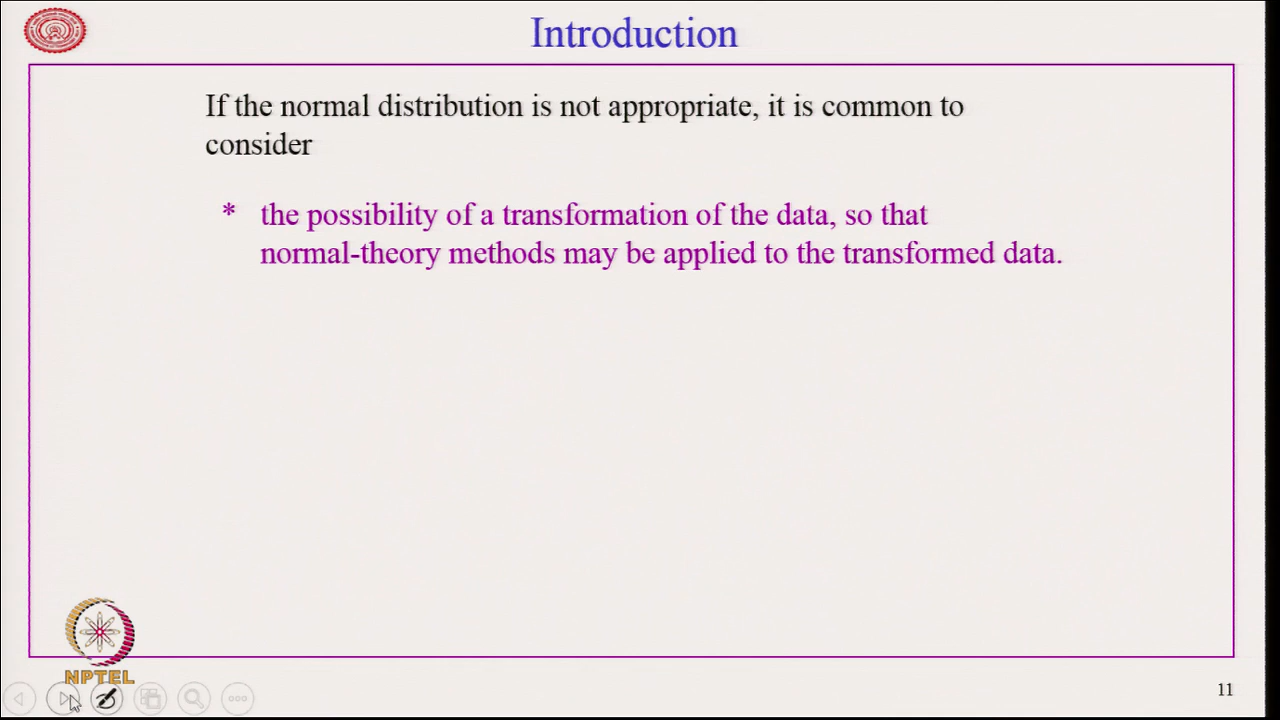 Introduction
If the normal distribution is not appropriate, it is common to
consider
* the possibility of a transformation of the data, so that
normal-theory methods may be applied to the transformed data.
NPTEL
11